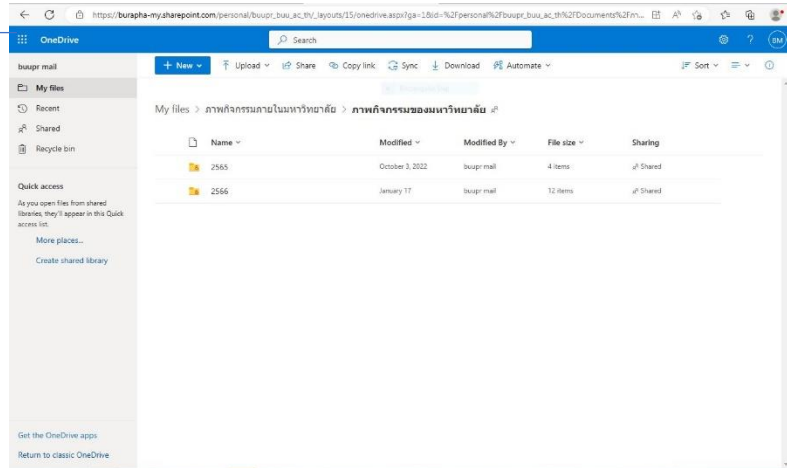 https://burapha-my.sharepoint.com/personal/buupr_buu_ac_th/_layouts/15/onedrive.aspx?ga=1&id=%2Fpersonal%2Fbuupr_buu_ac_th%2FDocuments%2F...
OneDrive
Search
BM
buupr mail
New
Upload
Share
Copy link
Sync
Download
Automate
Sort
My files
Recent
Shared
Recycle bin
My files > ภาพกิจกรรมภายในมหาวิทยาลัย > ภาพกิจกรรมของมหาวิทยาลัย
Name Modified Modified By File size Sharing
2565 October 3, 2022 buupr mail 4 items Shared
2566 January 17 buupr mail 12 items Shared
Quick access
As you open files from shared
libraries, they'll appear in this Quick
access list.
More places...
Create shared library
Get the OneDrive apps
Return to classic OneDrive